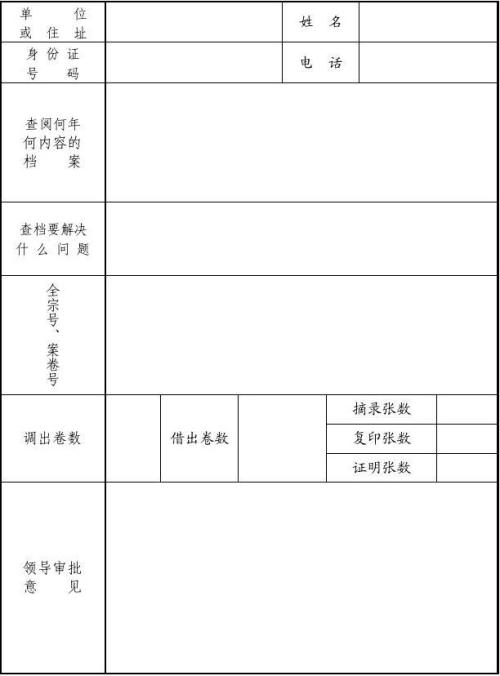 单位
或住址
姓名
身份证
号码
电话
查阅何年
何内容的
档案
查档要解决
什么问题
全宗号、案卷号
调出卷数
借出卷数
摘录张数
复印张数
证明张数
领导审批
意见